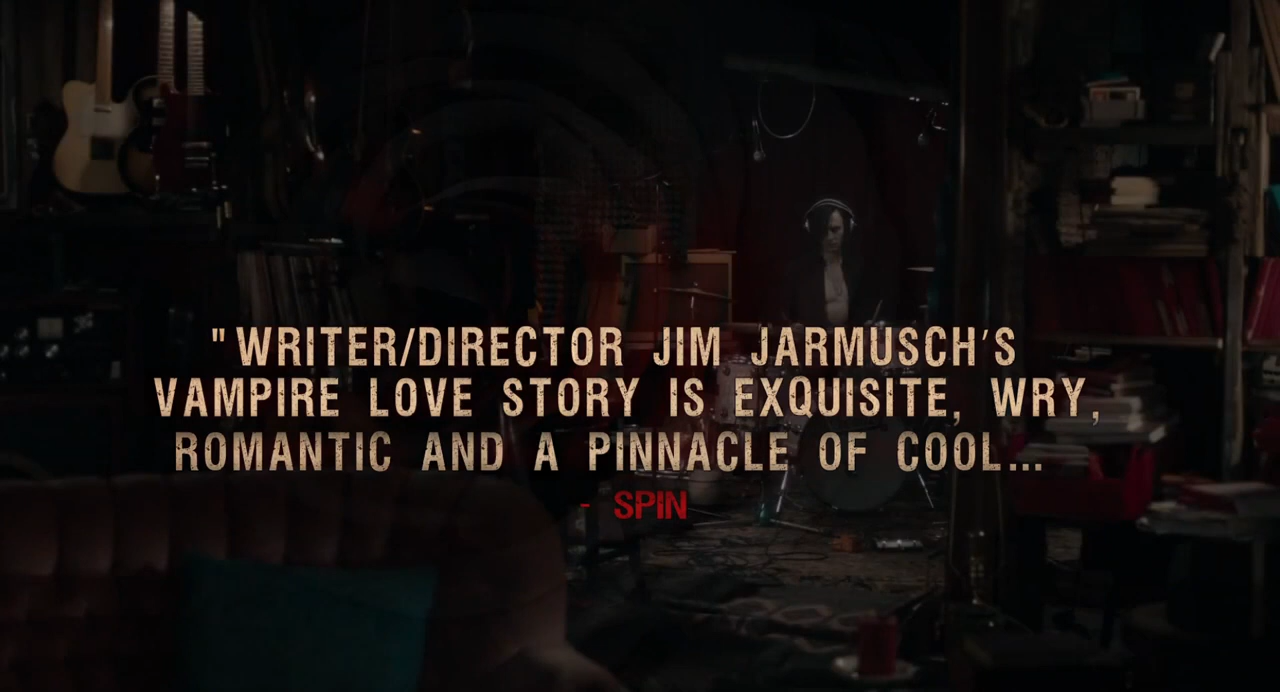 "WRITER/DIRECTOR JIM JARMUSCH'S
VAMPIRE LOVE STORY IS EXQUISITE, WRY,
ROMANTIC AND A PINNACLE OF COOL...
- SPIN